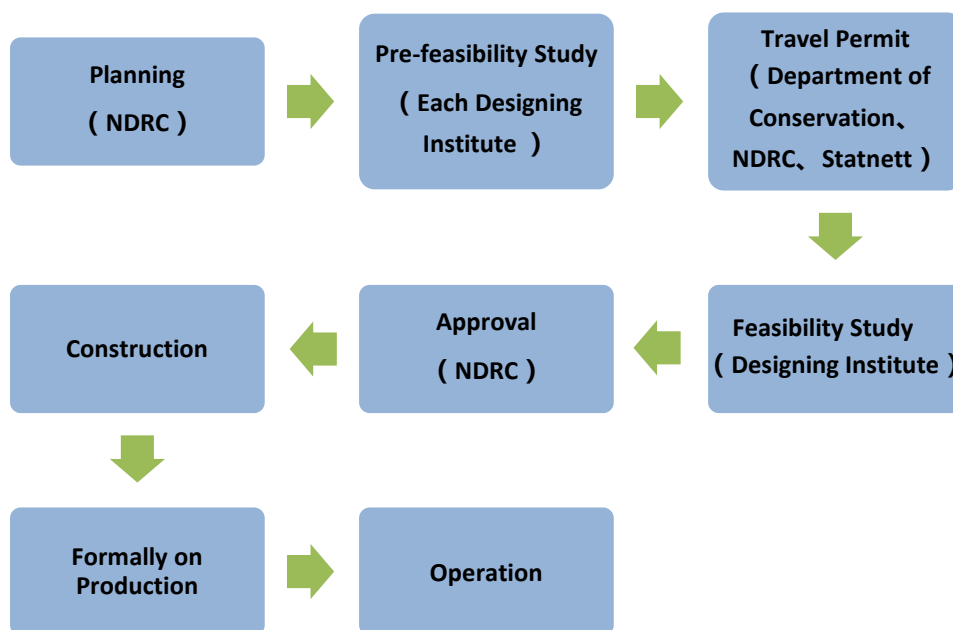 Planning
（NDRC）
Pre-feasibility Study
（Each Designing
Institute ）
Travel Permit
（Department of
Conservation、
NDRC、Statnett）
Feasibility Study
（Designing Institute）
Approval
（NDRC）
Construction
Formally on
Production
Operation